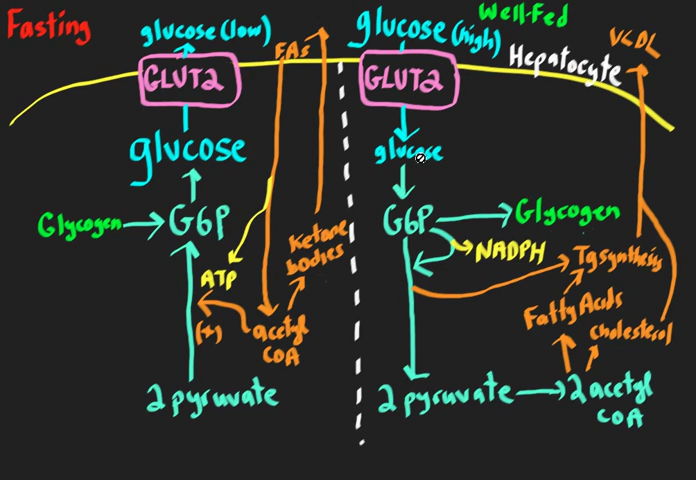 Fasting
glucose (low)
FAs
GLUT2
glucose
Glycogen
G6P
ATP
Ketone
bodies
(+)
acetyl
COA
2 pyruvate
Well-Fed
glucose (high)
VLDL
Hepatocyte
GLUT2
glucose
G6P
Glycogen
NADPH
Tg synthesis
Fatty Acids
cholesterol
2 pyruvate
2 acetyl
COA